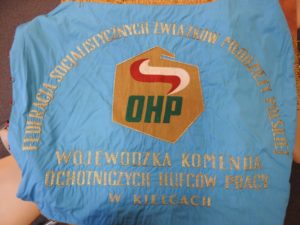 FEDERACJA SOCJALISTYCZNYCH ZWIĄZKÓW MŁODZIEŻY POLSKIEJ
OHP
WOJEWÓDZKA KOMENDA
OCHOTNICZYCH HUFCÓW PRACY
W KIELCACH